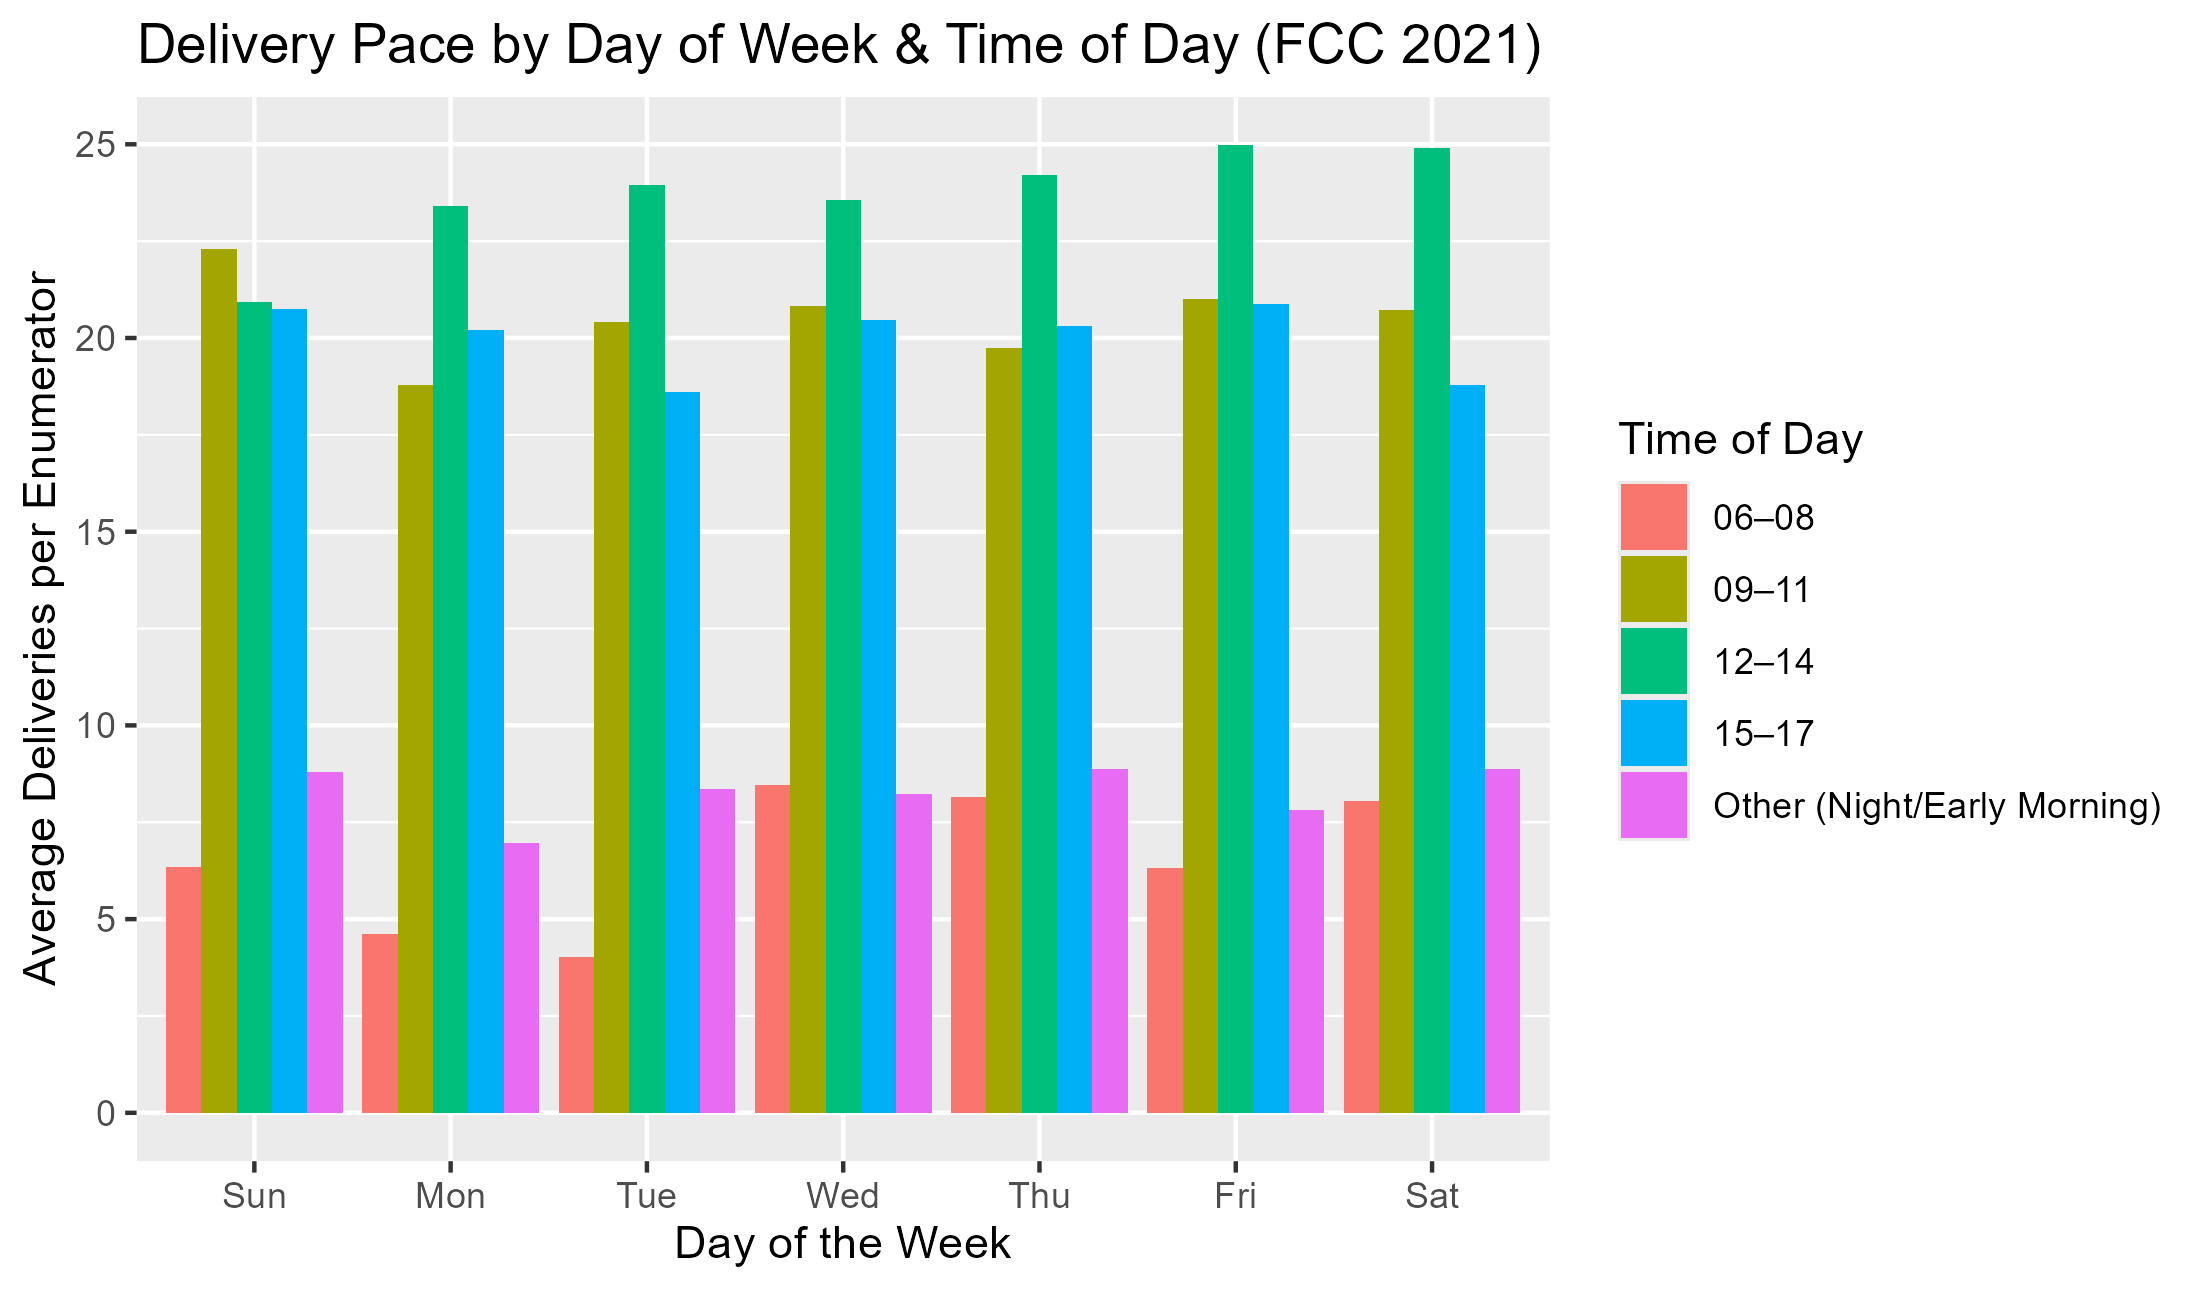 Delivery Pace by Day of Week & Time of Day (FCC 2021)
Average Deliveries per Enumerator
25
20
15
10
5
0
Sun Mon Tue Wed Thu Fri Sat
Day of the Week
Time of Day
06–08
09–11
12–14
15–17
Other (Night/Early Morning)